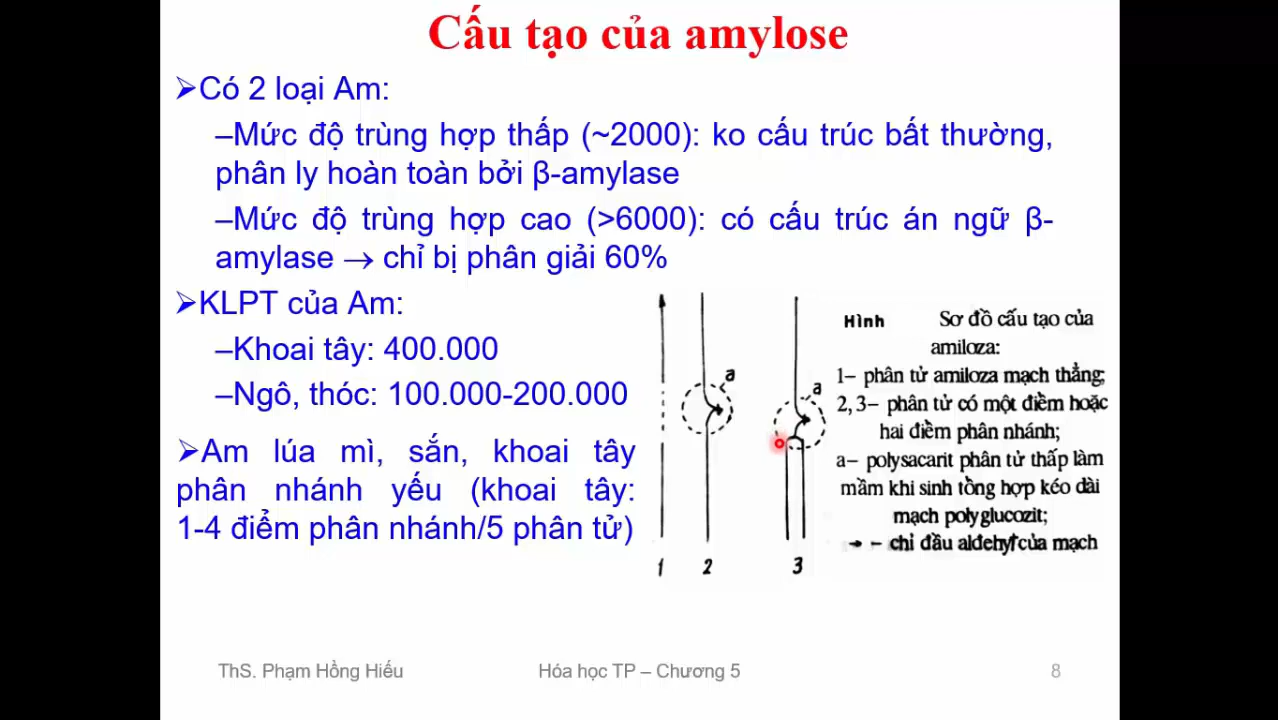 Cấu tạo của amylose
➢Có 2 loại Am:
–Mức độ trùng hợp thấp (~2000): ko cấu trúc bất thường,
phân ly hoàn toàn bởi β-amylase
–Mức độ trùng hợp cao (>6000): có cấu trúc án ngữ β-
amylase → chỉ bị phân giải 60%
➢KLPT của Am:
–Khoai tây: 400.000
–Ngô, thóc: 100.000-200.000
➢Am lúa mì, sắn, khoai tây
phân nhánh yếu (khoai tây:
1-4 điểm phân nhánh/5 phân tử)
a
a
1 2 3
Hình Sơ đồ cấu tạo của
amiloza:
1– phân tử amiloza mạch thẳng;
2, 3– phân tử có một điểm hoặc
hai điểm phân nhánh;
a– polysacarit phân tử thấp làm
mầm khi sinh tổng hợp kéo dài
mạch polyglucozit;
→ – chỉ đầu aldehyt của mạch
ThS. Phạm Hồng Hiếu Hóa học TP – Chương 5 8